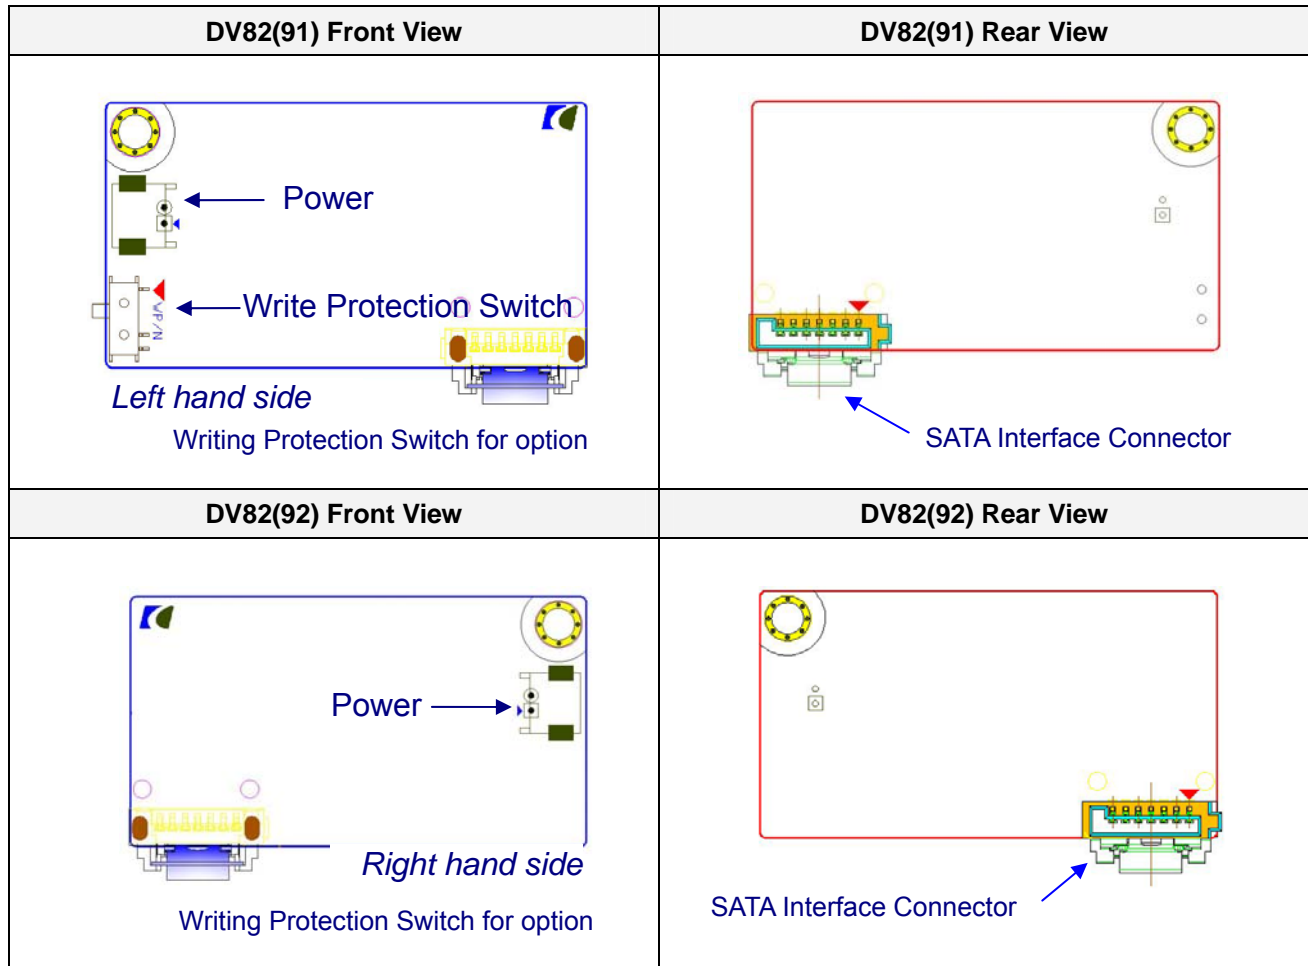 DV82(91) Front View
DV82(91) Rear View
Power
Write Protection Switch
WP/N
Left hand side
Writing Protection Switch for option
SATA Interface Connector
DV82(92) Front View
DV82(92) Rear View
Power
Right hand side
Writing Protection Switch for option
SATA Interface Connector